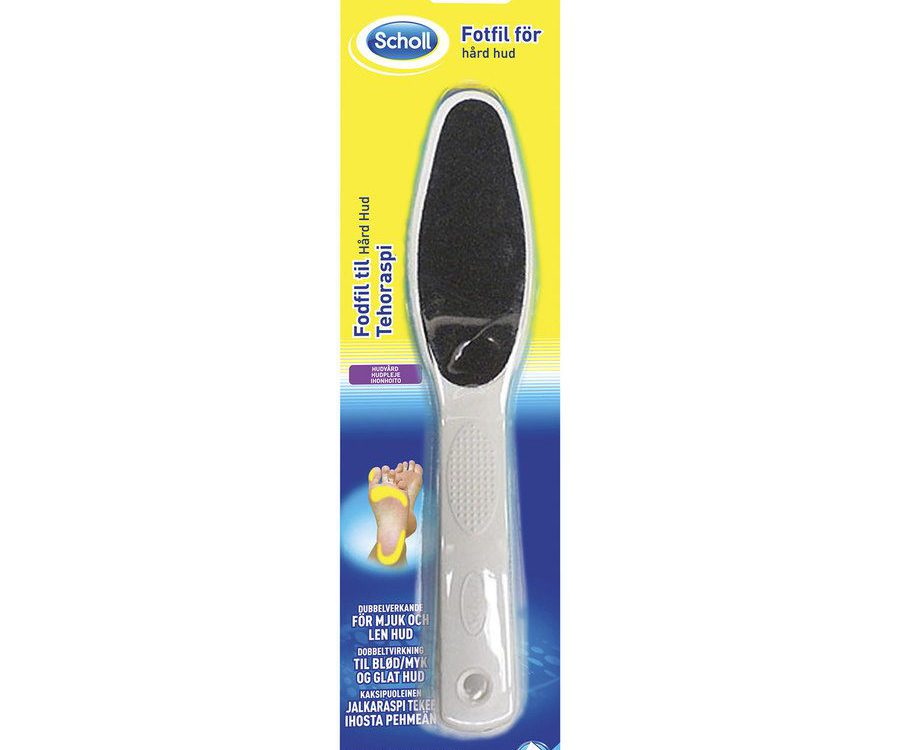 Scholl
Fotfil för
hård hud
Fodfil til Hård Hud
Tehoraspi
HUDVÅRD
HUDPLEJE
IHONHOITO
DUBBELVERKANDE
FÖR MJUK OCH
LEN HUD
DOBBELTVIRKNING
TIL BLØD/MYK
OG GLAT HUD
KAKSIPUOLEINEN
JALKARASPI TEKEE
IHOSTA PEHMEÄN